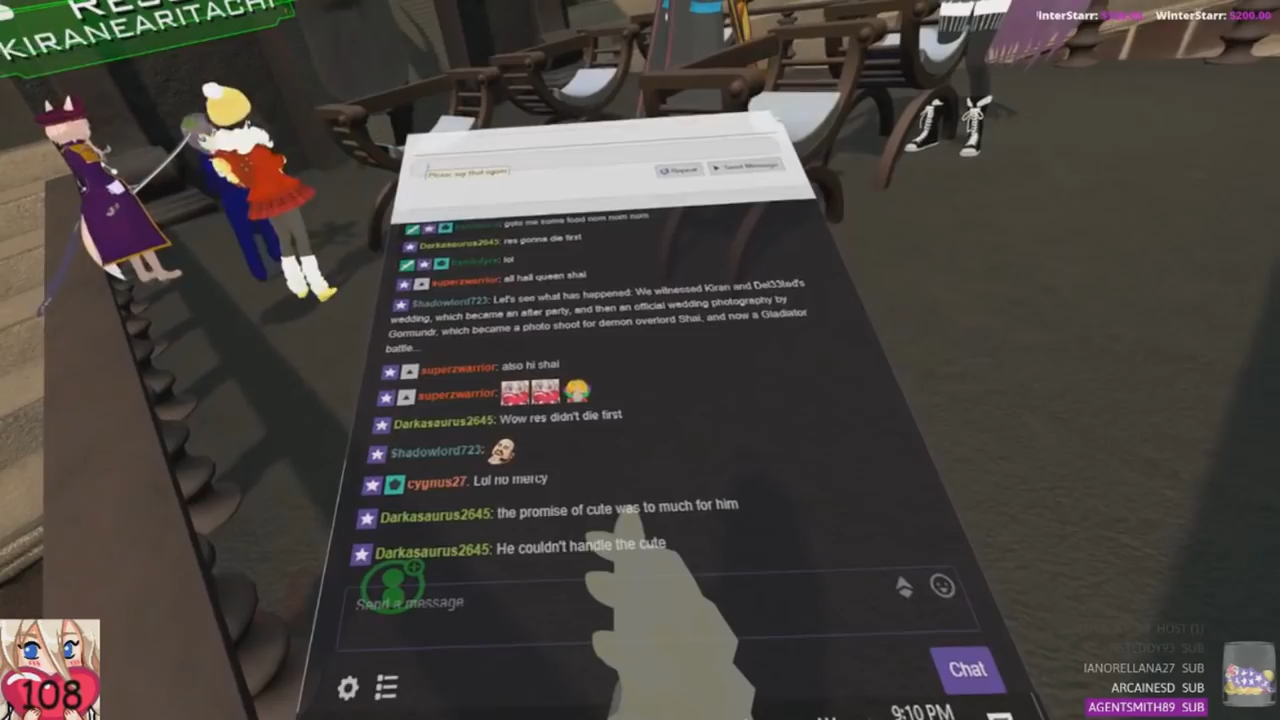 KIRANEARITACHI
WinterStarr: $200.00
Please say that again
Repeat
Send Message
gots me some food nom nom nom
Darkasaurus2645: res gonna die first
lol
superzwarrior: all hail queen shai
Shadowlord723: Let's see what has happened: We witnessed Kiran and Del33lad's
wedding, which became an after party, and then an official wedding photography by
Gormundr, which became a photo shoot for demon overlord Shai, and now a Gladiator
battle...
superzwarrior: also hi shai
superzwarrior:
Darkasaurus2645: Wow res didn't die first
Shadowlord723:
cygnus27: Lol no mercy
Darkasaurus2645: the promise of cute was to much for him
Darkasaurus2645: He couldn't handle the cute
Send a message
Chat
9:10 PM
108
HOST (1)
SUB
IANORELLANA27 SUB
ARCAINESD SUB
AGENTSMITH89 SUB